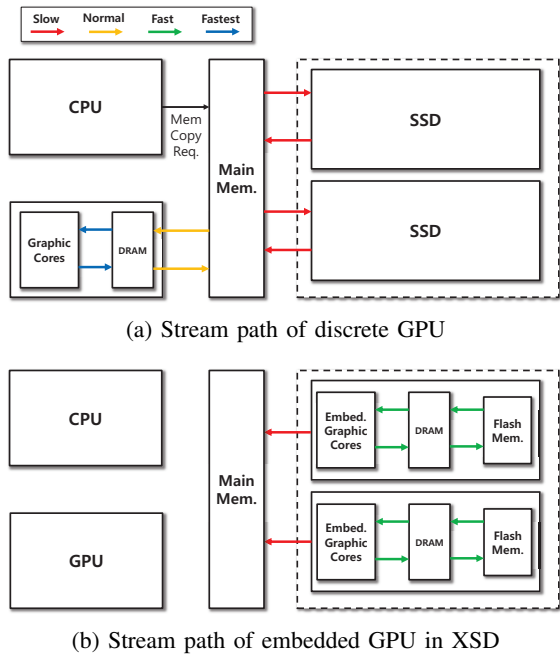 Slow Normal Fast Fastest
CPU
Mem
Copy
Req.
Main
Mem.
SSD
SSD
Graphic
Cores
DRAM
(a) Stream path of discrete GPU
CPU
GPU
Main
Mem.
Embed.
Graphic
Cores
DRAM
Flash
Mem.
Embed.
Graphic
Cores
DRAM
Flash
Mem.
(b) Stream path of embedded GPU in XSD